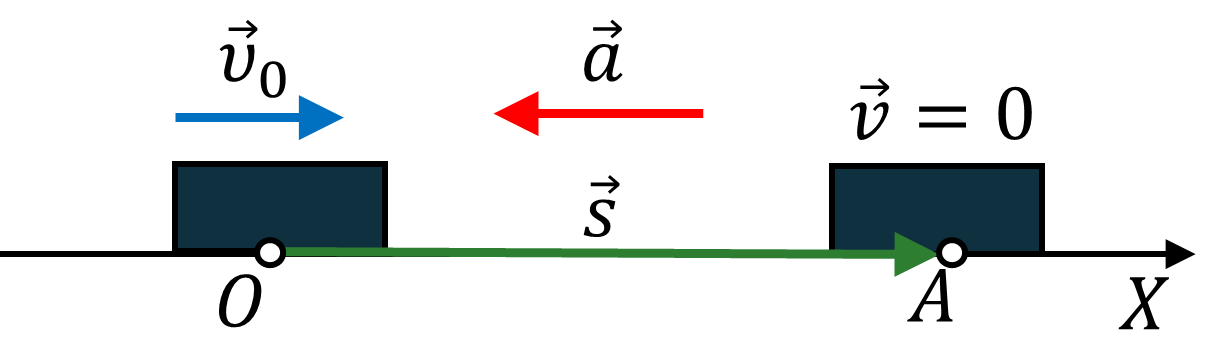 v⃗₀
a⃗
v⃗ = 0
s⃗
O
A
X